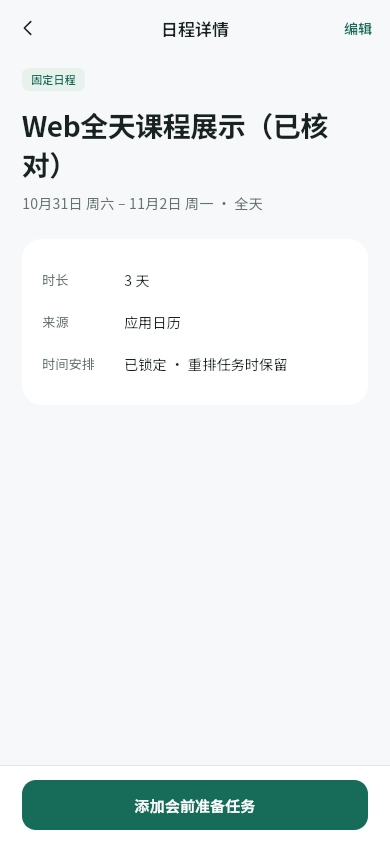 日程详情
编辑
固定日程
Web全天课程展示（已核
对）
10月31日 周六 – 11月2日 周一 · 全天
时长 3 天
来源 应用日历
时间安排 已锁定 · 重排任务时保留
添加会前准备任务